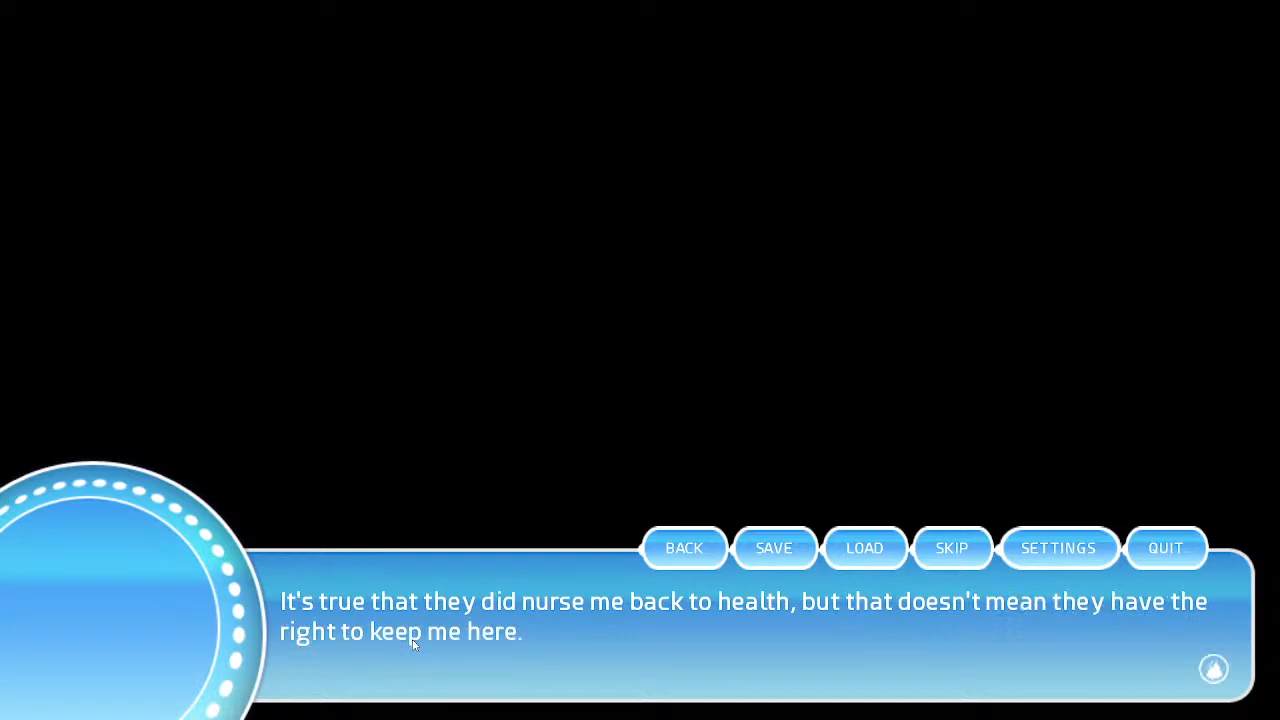 BACK SAVE LOAD SKIP SETTINGS QUIT
It's true that they did nurse me back to health, but that doesn't mean they have the
right to keep me here.